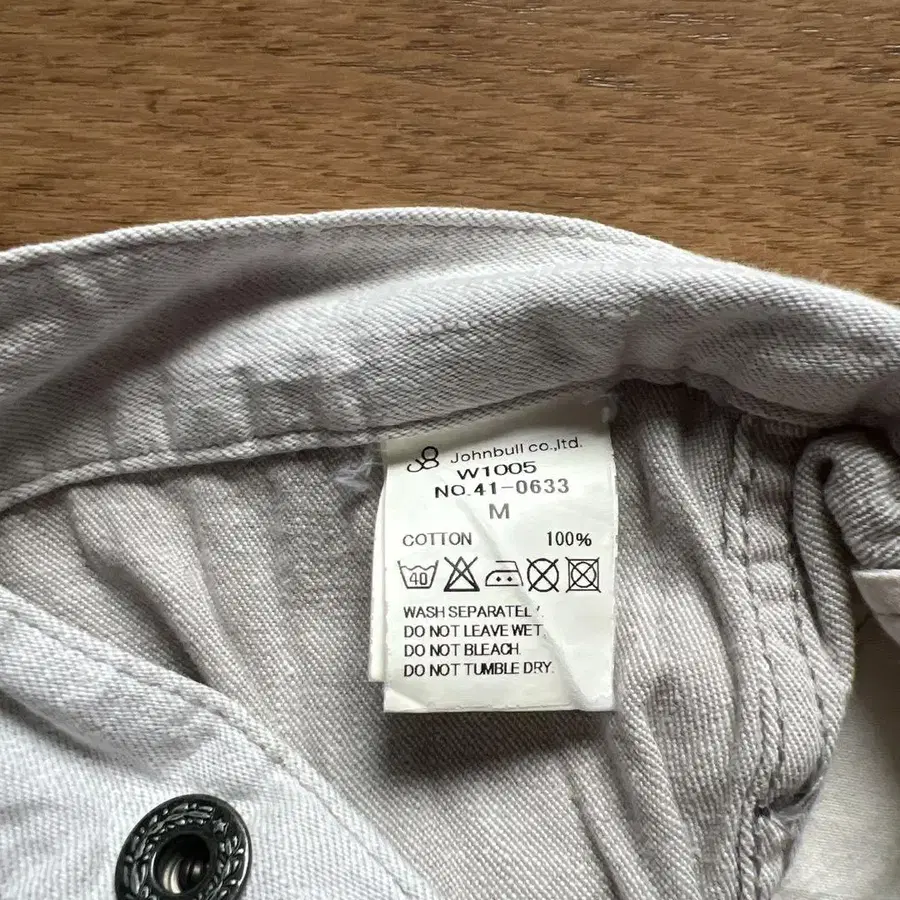 Johnbull co.,ltd.
W1005
NO.41-0633
M
COTTON 100%
40
WASH SEPARATELY.
DO NOT LEAVE WET
DO NOT BLEACH.
DO NOT TUMBLE DRY.